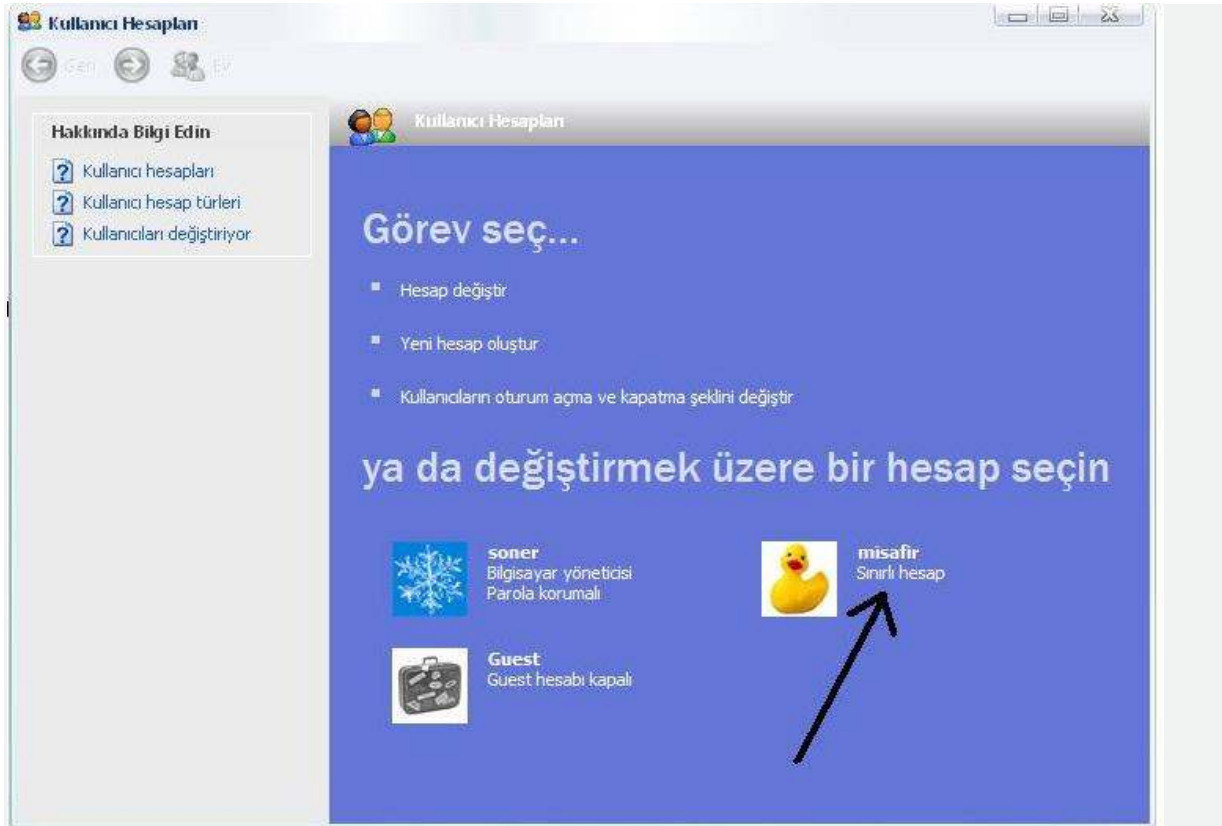 Kullanıcı Hesapları
Geri
Ev
Hakkında Bilgi Edin
Kullanıcı hesapları
Kullanıcı hesap türleri
Kullanıcıları değiştiriyor
Kullanıcı Hesapları
Görev seç...
Hesap değiştir
Yeni hesap oluştur
Kullanıcıların oturum açma ve kapatma şeklini değiştir
ya da değiştirmek üzere bir hesap seçin
soner
Bilgisayar yöneticisi
Parola korumalı
misafir
Sınırlı hesap
Guest
Guest hesabı kapalı